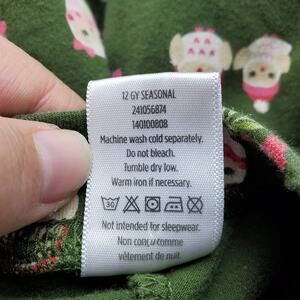 12 GY SEASONAL
241056874
140100808
Machine wash cold separately.
Do not bleach.
Tumble dry low.
Warm iron if necessary.
30
Not intended for sleepwear.
Non conçu comme
vêtement de nuit.